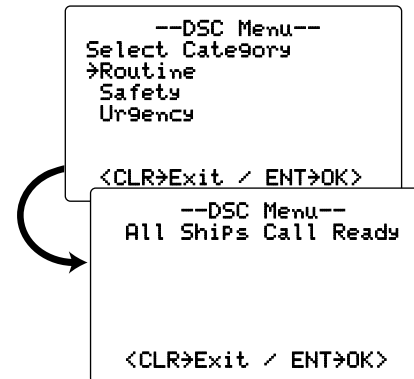 --DSC Menu--
Select Category
→Routine
Safety
Urgency
<CLR→Exit / ENT→OK>
--DSC Menu--
All Ships Call Ready
<CLR→Exit / ENT→OK>